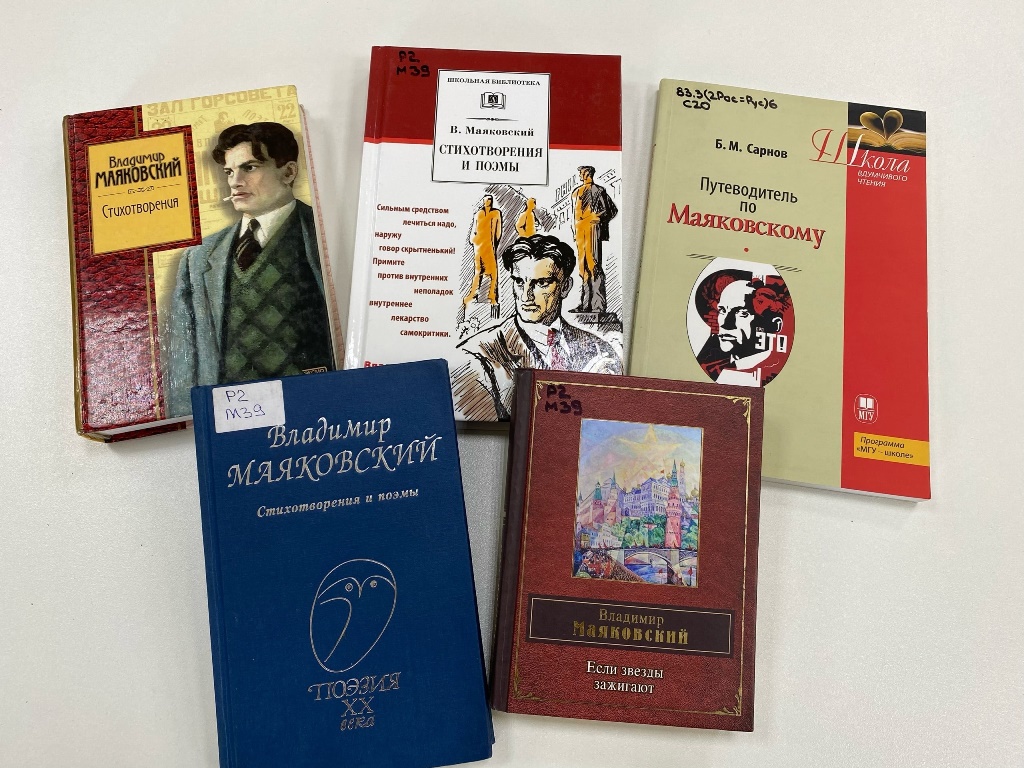 ЗАЛ ГОРСОВЕТА
22
Владимир
МАЯКОВСКИЙ
Стихотворения
Р2
М39
ШКОЛЬНАЯ БИБЛИОТЕКА
В. Маяковский
СТИХОТВОРЕНИЯ
И ПОЭМЫ
Сильным средством
лечиться надо,
наружу
говор скрытненький!
Примите
против внутренних
неполадок
внутреннее
лекарство
самокритики.
83.3(2Рос=Рус)6
С20
Б. М. Сарнов
Школа
ВДУМЧИВОГО
ЧТЕНИЯ
Путеводитель
по
Маяковскому
ЭТО
МГУ
Программа
«МГУ – школе»
Р2
М39
Владимир
МАЯКОВСКИЙ
Стихотворения и поэмы
ПОЭЗИЯ
XX
века
Р2
М39
Владимир
Маяковский
Если звезды
зажигают